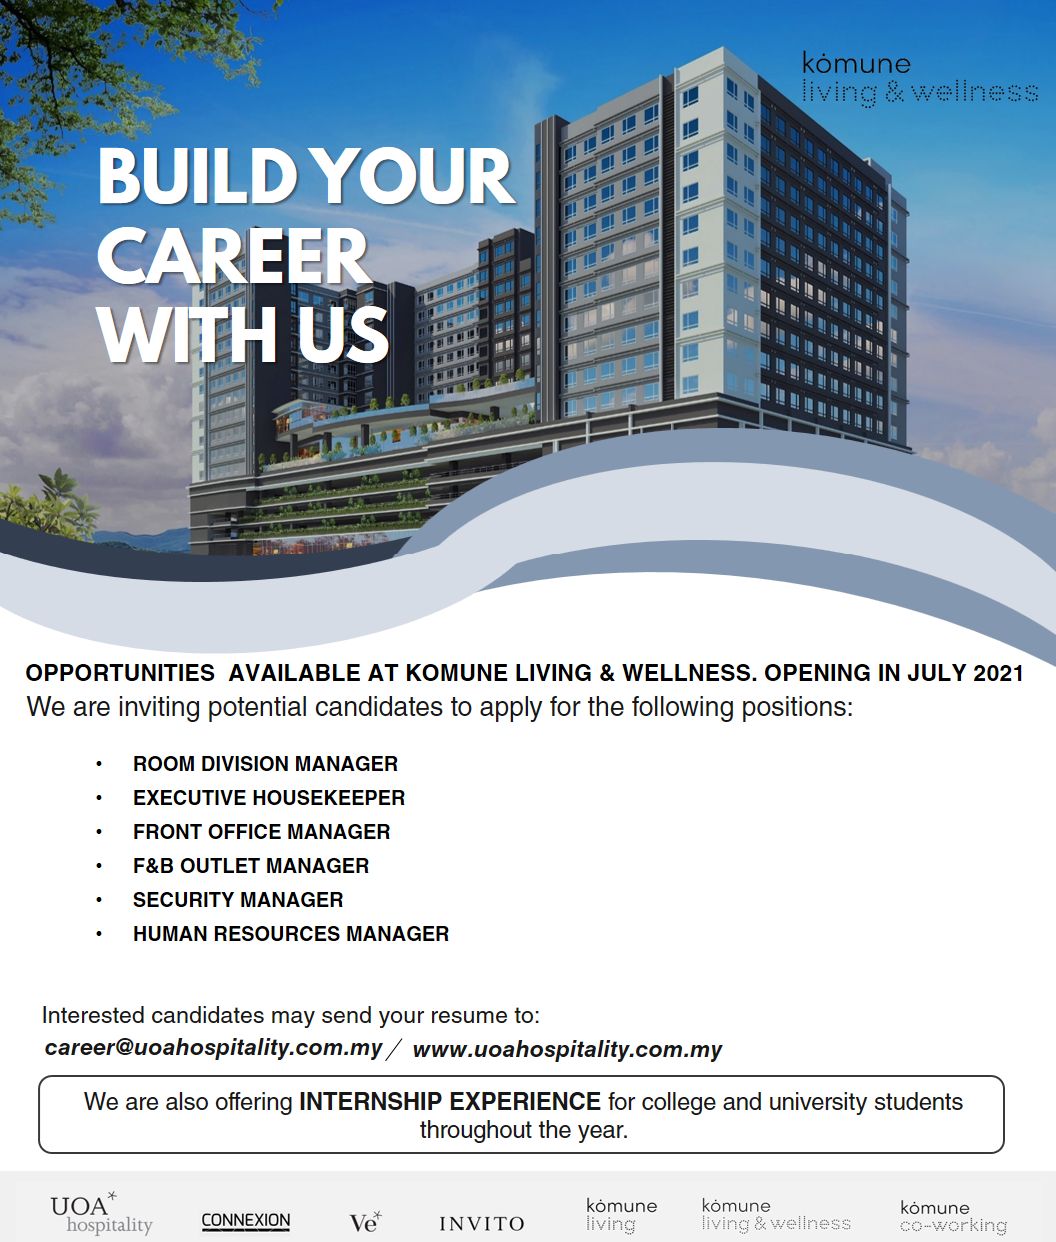 kómune
living & wellness
BUILD YOUR
CAREER
WITH US
OPPORTUNITIES AVAILABLE AT KOMUNE LIVING & WELLNESS. OPENING IN JULY 2021
We are inviting potential candidates to apply for the following positions:
• ROOM DIVISION MANAGER
• EXECUTIVE HOUSEKEEPER
• FRONT OFFICE MANAGER
• F&B OUTLET MANAGER
• SECURITY MANAGER
• HUMAN RESOURCES MANAGER
Interested candidates may send your resume to:
career@uoahospitality.com.my / www.uoahospitality.com.my
We are also offering INTERNSHIP EXPERIENCE for college and university students
throughout the year.
UOA*
hospitality
CONNEXION
Ve*
INVITO
kómune
living
kómune
living & wellness
kómune
co-working